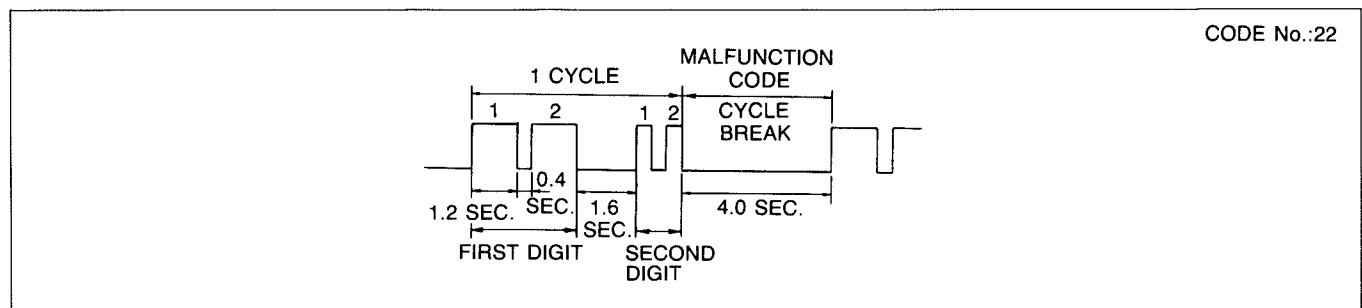 CODE No.:22
MALFUNCTION
CODE
1 CYCLE
CYCLE
BREAK
1 2 1 2
0.4
SEC.
1.2 SEC.
1.6
SEC.
4.0 SEC.
FIRST DIGIT
SECOND
DIGIT